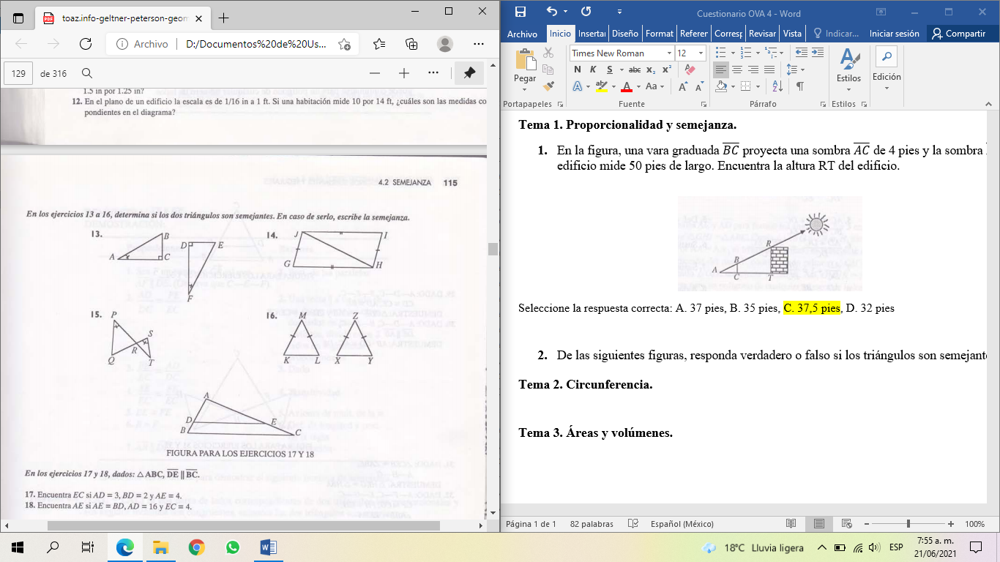 toaz.info-geltner-peterson-geom
Archivo
D:/Documentos%20de%20Us...
129
de 316
1.5 in por 1.25 in?
12. En el plano de un edificio la escala es de 1/16 in a 1 ft. Si una habitación mide 10 por 14 ft, ¿cuáles son las medidas co
pondientes en el diagrama?
4.2 SEMEJANZA 115
En los ejercicios 13 a 16, determina si los dos triángulos son semejantes. En caso de serlo, escribe la semejanza.
13.
B
A
C
D
E
F
14.
J
I
G
H
15.
P
S
R
Q
T
16.
M
Z
K
L
X
Y
A
D
E
B
C
FIGURA PARA LOS EJERCICIOS 17 Y 18
En los ejercicios 17 y 18, dados: △ABC, DE ∥ BC.
17. Encuentra EC si AD = 3, BD = 2 y AE = 4.
18. Encuentra AE si AE = BD, AD = 16 y EC = 4.
Cuestionario OVA 4 - Word
Archivo
Inicio
Insertar
Diseño
Format
Referer
Corresp
Revisar
Vista
Indicar...
Iniciar sesión
Compartir
Pegar
Times New Roman
12
N K S abc x₂ x²
A aby A Aa A A
Estilos
Edición
Portapapeles
Fuente
Párrafo
Estilos
Tema 1. Proporcionalidad y semejanza.
1. En la figura, una vara graduada BC proyecta una sombra AC de 4 pies y la sombra
edificio mide 50 pies de largo. Encuentra la altura RT del edificio.
R
B
A
C
T
Seleccione la respuesta correcta: A. 37 pies, B. 35 pies, C. 37,5 pies, D. 32 pies
2. De las siguientes figuras, responda verdadero o falso si los triángulos son semejant
Tema 2. Circunferencia.
Tema 3. Áreas y volúmenes.
Página 1 de 1
82 palabras
Español (México)
100%
18°C Lluvia ligera
ESP
7:55 a. m.
21/06/2021